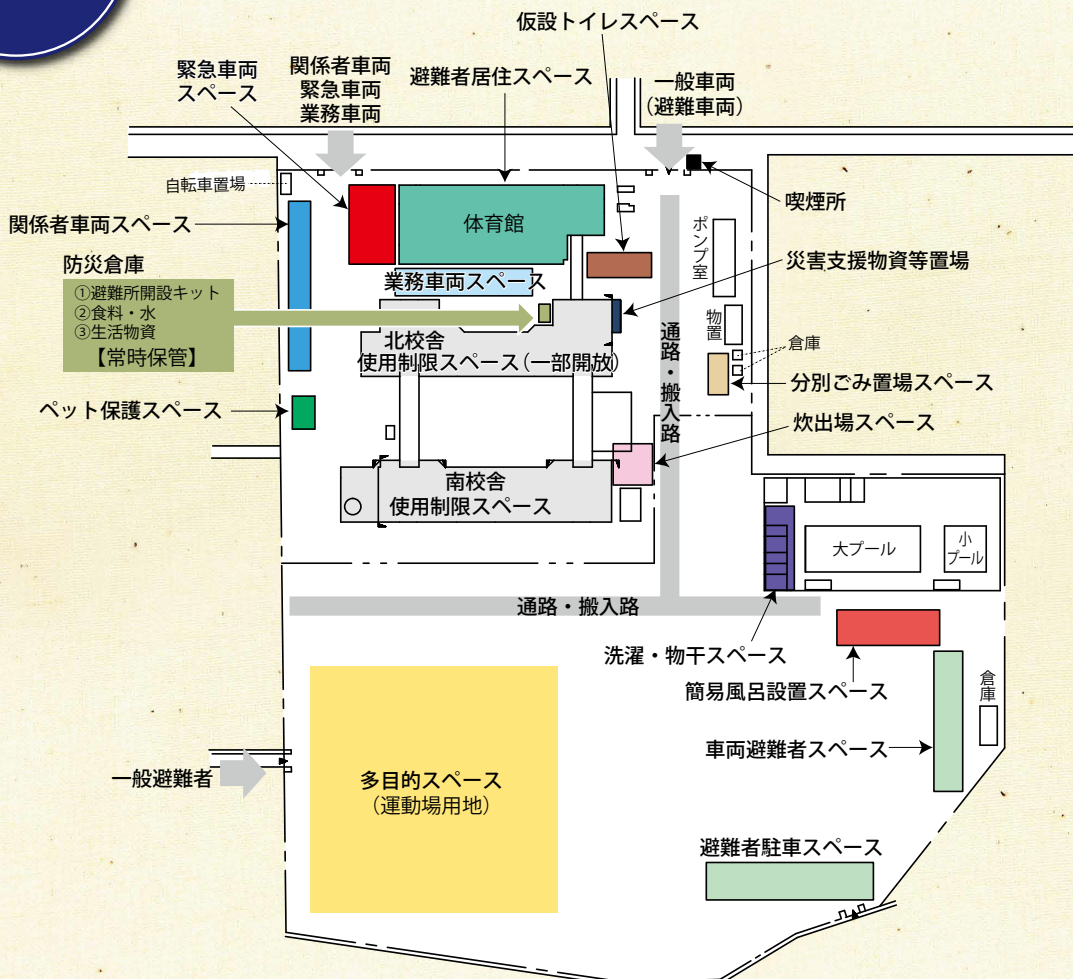 仮設トイレスペース
緊急車両
スペース
関係者車両
緊急車両
業務車両
避難者居住スペース
一般車両
（避難車両）
自転車置場
喫煙所
関係者車両スペース
体育館
ポンプ室
災害支援物資等置場
防災倉庫
①避難所開設キット
②食料・水
③生活物資
【常時保管】
業務車両スペース
北校舎
使用制限スペース（一部開放）
通路・搬入路
物置
倉庫
分別ごみ置場スペース
ペット保護スペース
炊出場スペース
南校舎
使用制限スペース
大プール
小
プール
通路・搬入路
洗濯・物干スペース
簡易風呂設置スペース
倉庫
車両避難者スペース
一般避難者
多目的スペース
（運動場用地）
避難者駐車スペース